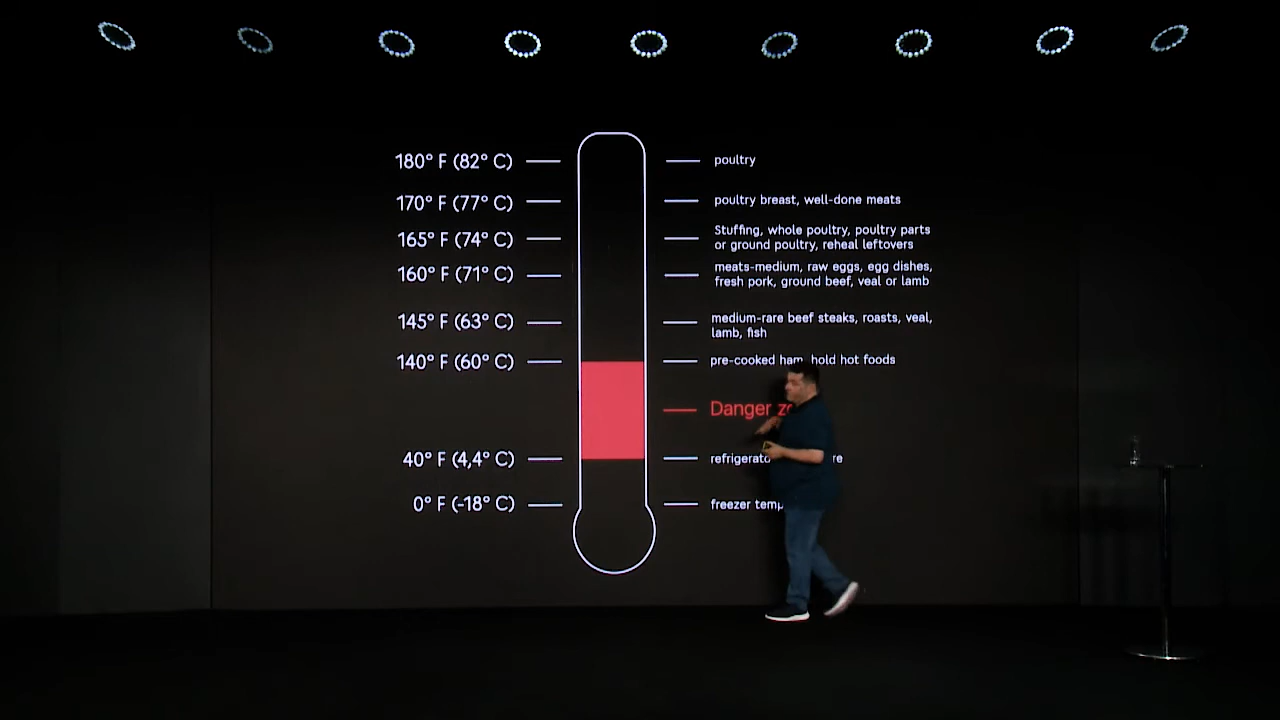 180° F (82° C)
poultry
170° F (77° C)
poultry breast, well-done meats
165° F (74° C)
Stuffing, whole poultry, poultry parts
or ground poultry, reheal leftovers
160° F (71° C)
meats-medium, raw eggs, egg dishes,
fresh pork, ground beef, veal or lamb
145° F (63° C)
medium-rare beef steaks, roasts, veal,
lamb, fish
140° F (60° C)
pre-cooked ham, hold hot foods
Danger
40° F (4,4° C)
0° F (-18° C)
freezer